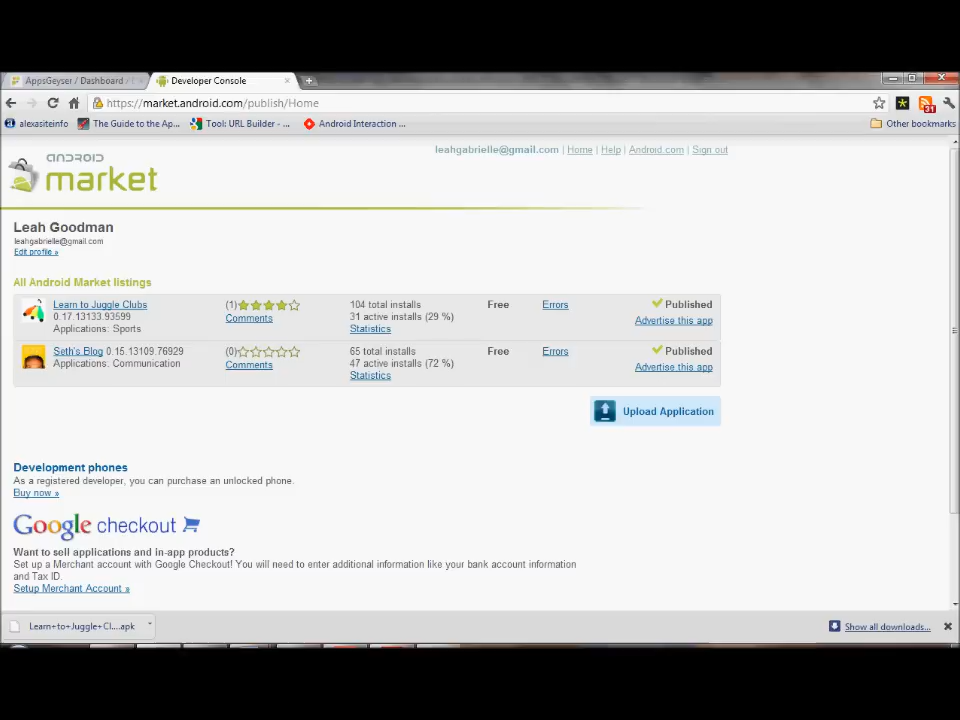 AppsGeyser / Dashboard /
Developer Console
https://market.android.com/publish/Home
alexasiteinfo
The Guide to the Ap...
Tool: URL Builder - ...
Android Interaction ...
Other bookmarks
31
leahgabrielle@gmail.com | Home | Help | Android.com | Sign out
android
market
Leah Goodman
leahgabrielle@gmail.com
Edit profile »
All Android Market listings
Learn to Juggle Clubs
0.17.13133.93599
Applications: Sports
(1)
Comments
104 total installs
31 active installs (29 %)
Statistics
Free
Errors
Published
Advertise this app
Seth's Blog 0.15.13109.76929
Applications: Communication
(0)
Comments
65 total installs
47 active installs (72 %)
Statistics
Free
Errors
Published
Advertise this app
Upload Application
Development phones
As a registered developer, you can purchase an unlocked phone.
Buy now »
Google checkout
Want to sell applications and in-app products?
Set up a Merchant account with Google Checkout! You will need to enter additional information like your bank account information
and Tax ID.
Setup Merchant Account »
Learn+to+Juggle+Cl....apk
Show all downloads...